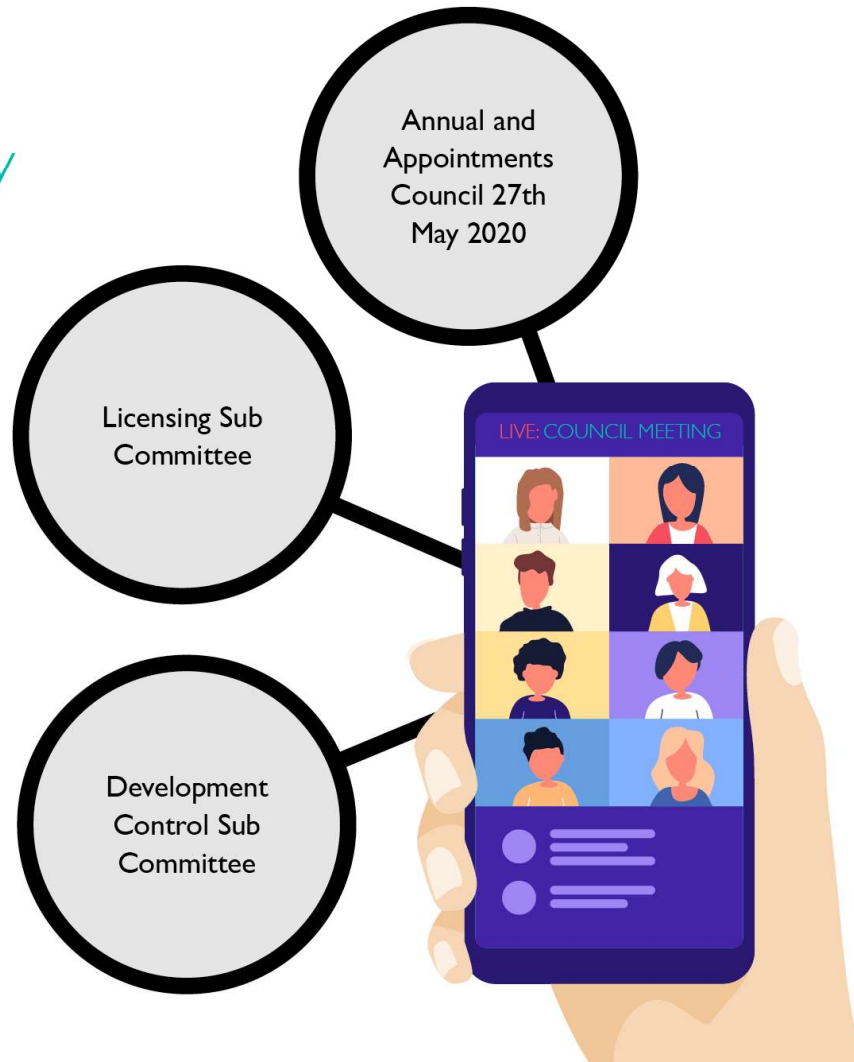 Annual and
Appointments
Council 27th
May 2020
Licensing Sub
Committee
LIVE: COUNCIL MEETING
Development
Control Sub
Committee